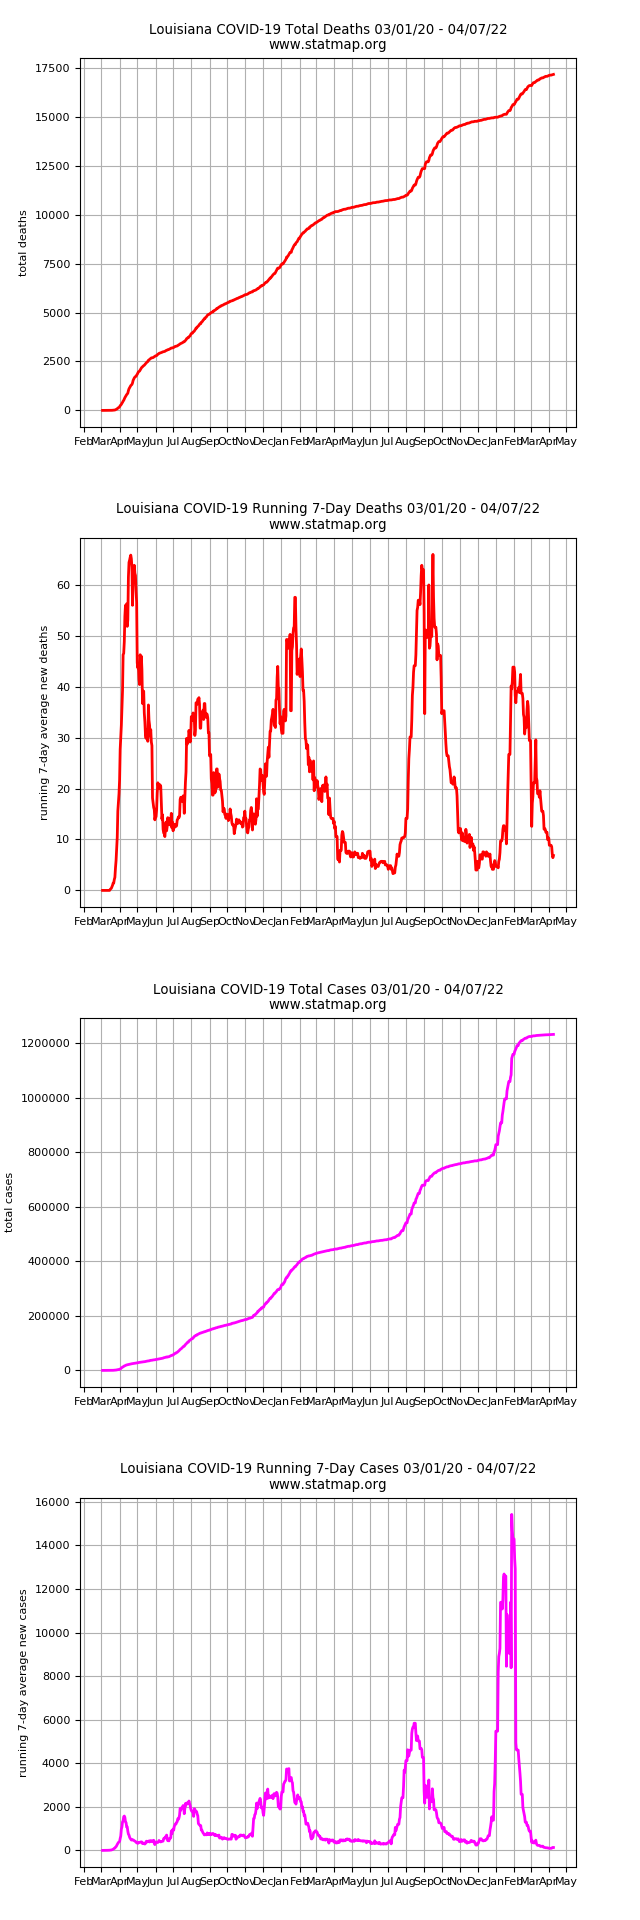 Louisiana COVID-19 Total Deaths 03/01/20 - 04/07/22
www.statmap.org
17500
15000
12500
10000
7500
5000
2500
0
total deaths
Feb Mar Apr May Jun Jul Aug Sep Oct Nov Dec Jan Feb Mar Apr May Jun Jul Aug Sep Oct Nov Dec Jan Feb Mar Apr May
Louisiana COVID-19 Running 7-Day Deaths 03/01/20 - 04/07/22
www.statmap.org
60
50
40
30
20
10
0
running 7-day average new deaths
Feb Mar Apr May Jun Jul Aug Sep Oct Nov Dec Jan Feb Mar Apr May Jun Jul Aug Sep Oct Nov Dec Jan Feb Mar Apr May
Louisiana COVID-19 Total Cases 03/01/20 - 04/07/22
www.statmap.org
1200000
1000000
800000
600000
400000
200000
0
total cases
Feb Mar Apr May Jun Jul Aug Sep Oct Nov Dec Jan Feb Mar Apr May Jun Jul Aug Sep Oct Nov Dec Jan Feb Mar Apr May
Louisiana COVID-19 Running 7-Day Cases 03/01/20 - 04/07/22
www.statmap.org
16000
14000
12000
10000
8000
6000
4000
2000
0
running 7-day average new cases
Feb Mar Apr May Jun Jul Aug Sep Oct Nov Dec Jan Feb Mar Apr May Jun Jul Aug Sep Oct Nov Dec Jan Feb Mar Apr May